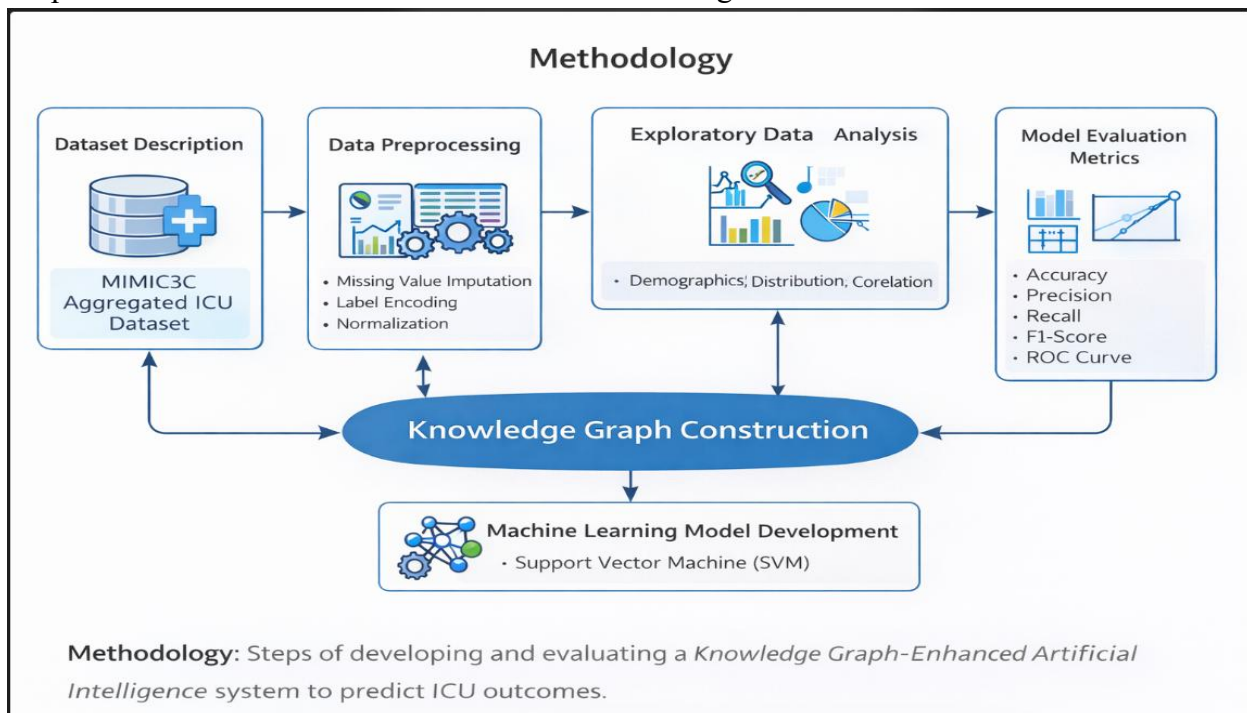 Methodology
Dataset Description
MIMIC3C
Aggregated ICU
Dataset
Data Preprocessing
• Missing Value Imputation
• Label Encoding
• Normalization
Exploratory Data Analysis
• Demographics, Distribution, Corelation
Model Evaluation
Metrics
• Accuracy
• Precision
• Recall
• F1-Score
• ROC Curve
Knowledge Graph Construction
Machine Learning Model Development
• Support Vector Machine (SVM)
Methodology: Steps of developing and evaluating a Knowledge Graph-Enhanced Artificial
Intelligence system to predict ICU outcomes.